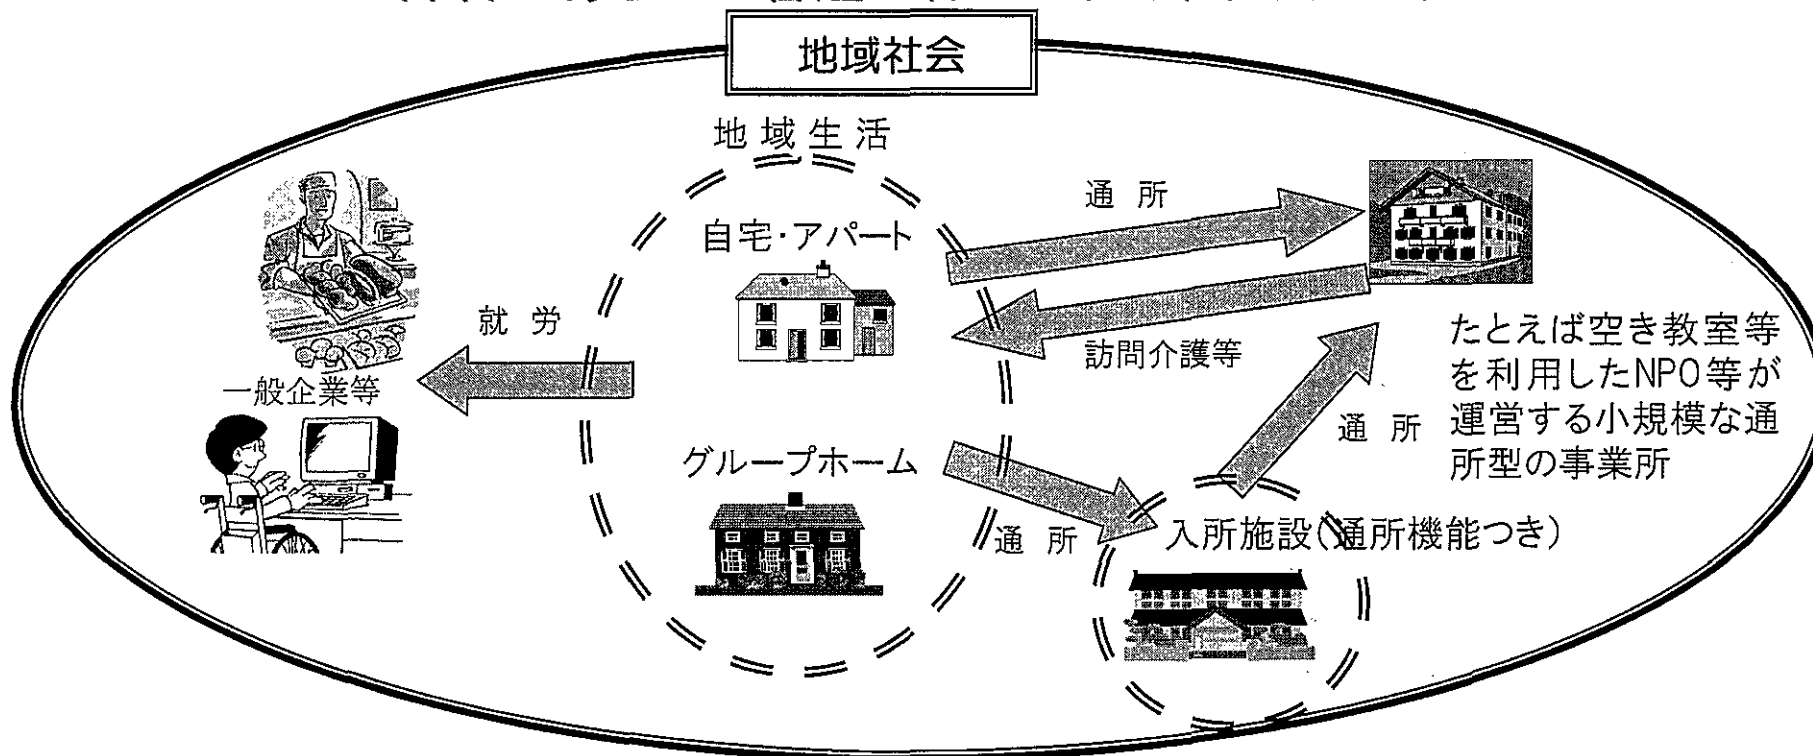 地域社会
地域生活
自宅・アパート
通所
就労
訪問介護等
一般企業等
たとえば空き教室等
を利用したNPO等が
運営する小規模な通
所型の事業所
通所
グループホーム
通所
入所施設(通所機能つき)